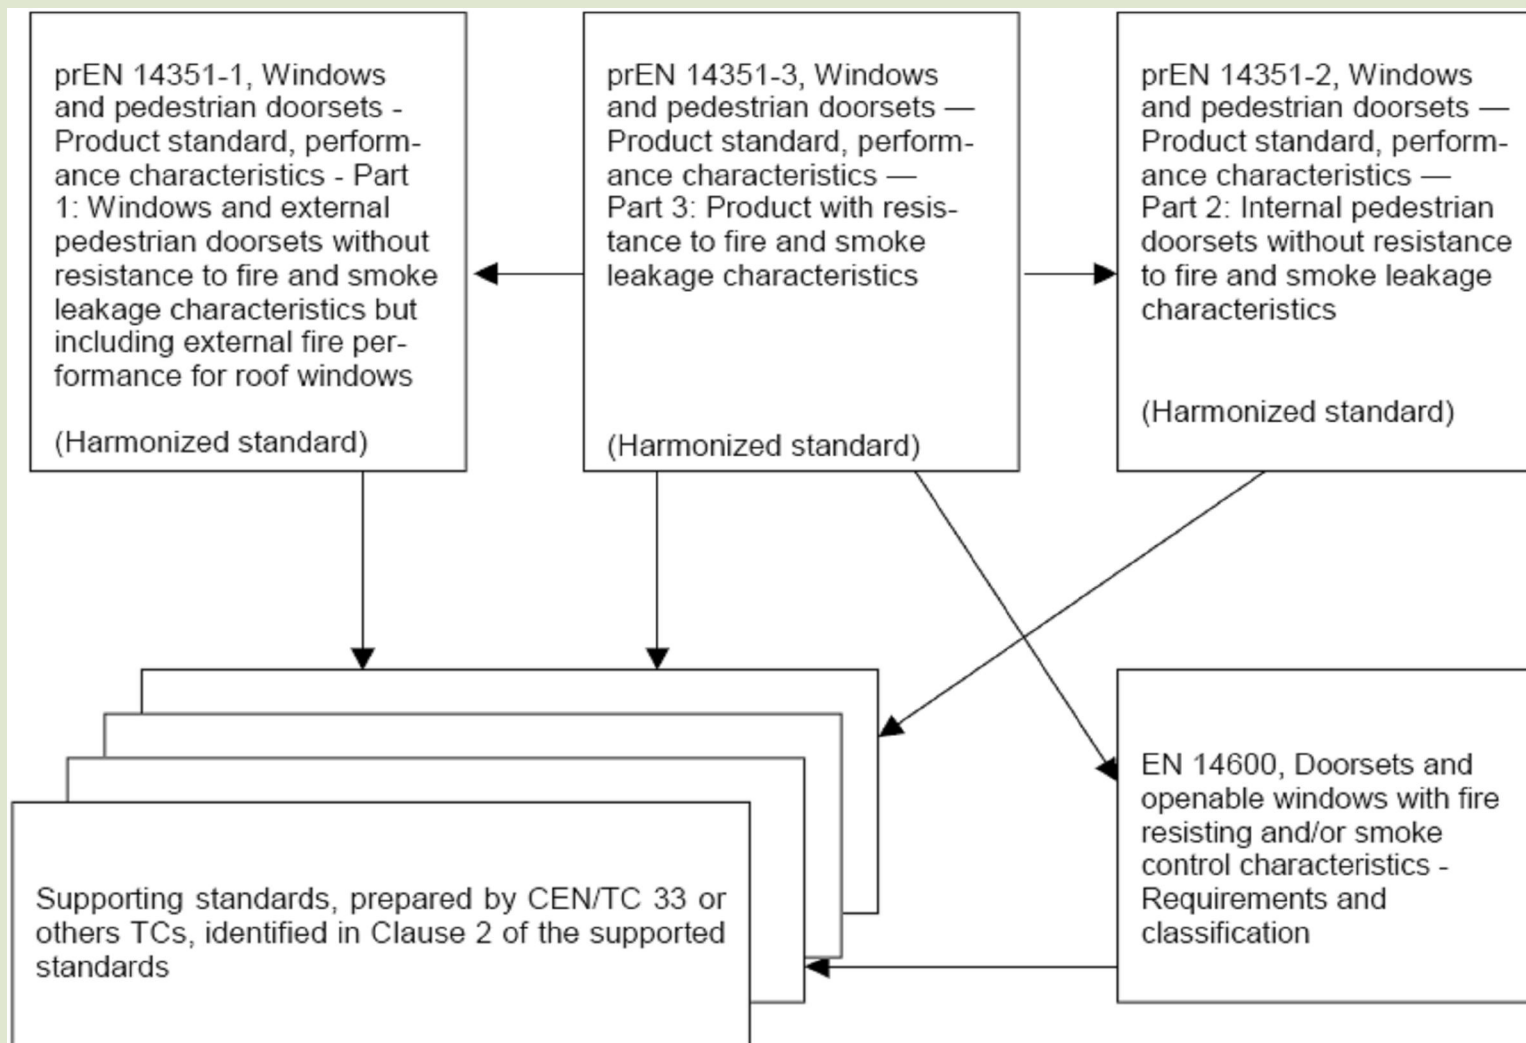 prEN 14351-1, Windows
and pedestrian doorsets -
Product standard, perform-
ance characteristics - Part
1: Windows and external
pedestrian doorsets without
resistance to fire and smoke
leakage characteristics but
including external fire per-
formance for roof windows
(Harmonized standard)
prEN 14351-3, Windows
and pedestrian doorsets —
Product standard, perform-
ance characteristics —
Part 3: Product with resis-
tance to fire and smoke
leakage characteristics
(Harmonized standard)
prEN 14351-2, Windows
and pedestrian doorsets —
Product standard, perform-
ance characteristics —
Part 2: Internal pedestrian
doorsets without resistance
to fire and smoke leakage
characteristics
(Harmonized standard)
Supporting standards, prepared by CEN/TC 33 or
others TCs, identified in Clause 2 of the supported
standards
EN 14600, Doorsets and
openable windows with fire
resisting and/or smoke
control characteristics -
Requirements and
classification